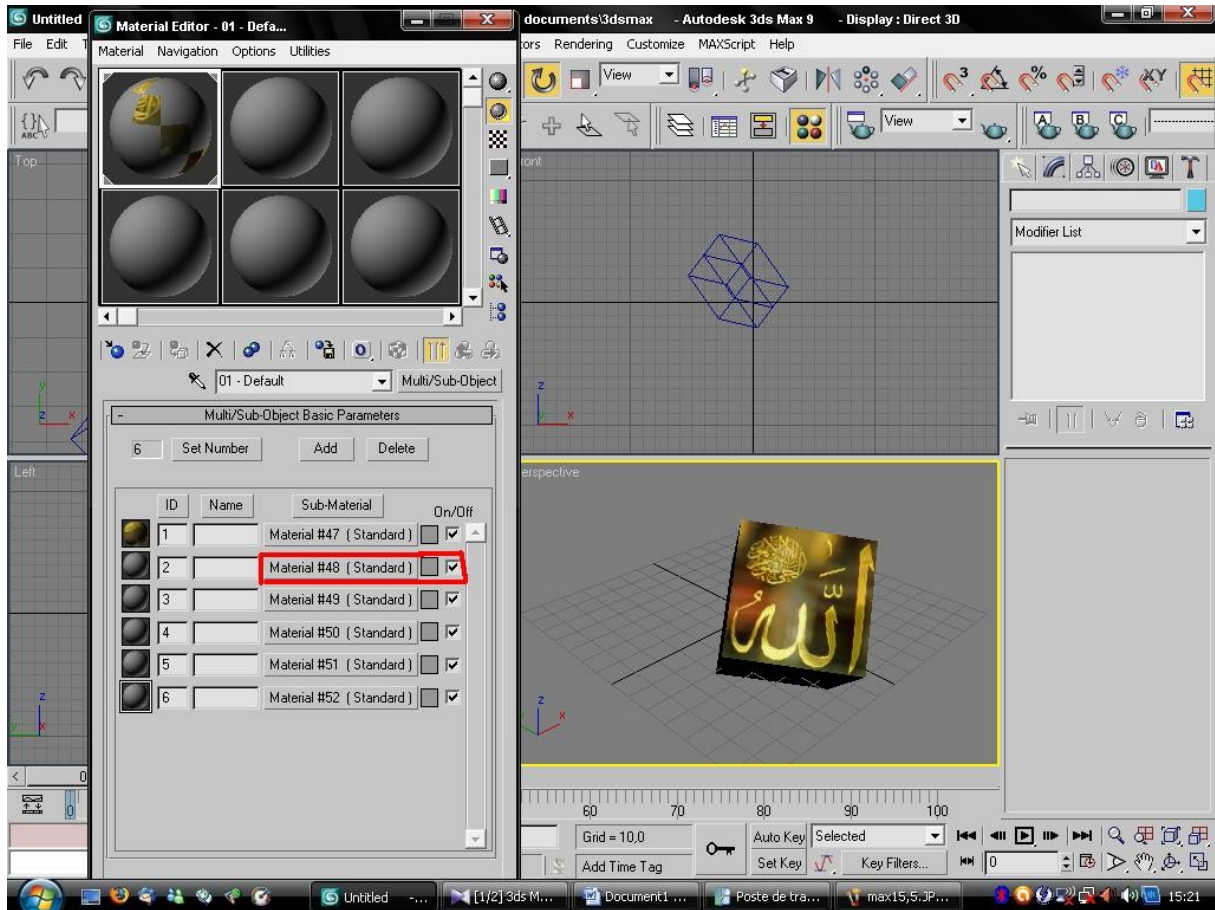 Untitled
Material Editor - 01 - Defa...
documents\3dsmax - Autodesk 3ds Max 9 - Display : Direct 3D
File Edit
Material Navigation Options Utilities
Rendering Customize MAXScript Help
View
ABC
View
A B C
Top
Modifier List
01 - Default
Multi/Sub-Object
Multi/Sub-Object Basic Parameters
6 Set Number Add Delete
Left
ID Name Sub-Material On/Off
1 Material #47 ( Standard )
2 Material #48 ( Standard )
3 Material #49 ( Standard )
4 Material #50 ( Standard )
5 Material #51 ( Standard )
6 Material #52 ( Standard )
الله
z
x
y
60 70 80 90 100
Grid = 10,0
Auto Key Selected
Add Time Tag
Set Key Key Filters...
0
Untitled -...
[1/2] 3ds M...
Document1 ...
Poste de tra...
max15,5.JP...
15:21